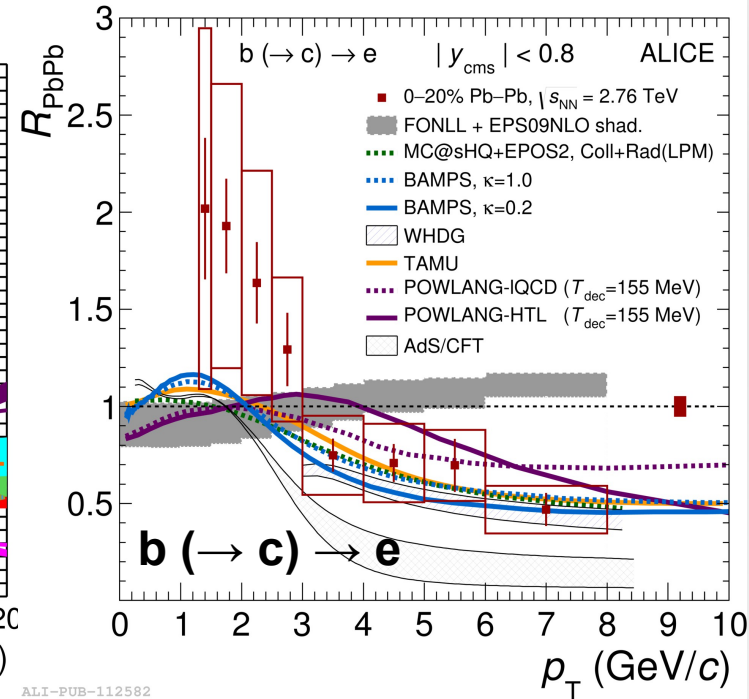 b (→ c) → e
| y_cms | < 0.8
ALICE
0–20% Pb–Pb, √s_NN = 2.76 TeV
FONLL + EPS09NLO shad.
MC@sHQ+EPOS2, Coll+Rad(LPM)
BAMPS, κ=1.0
BAMPS, κ=0.2
WHDG
TAMU
POWLANG-lQCD (T_dec=155 MeV)
POWLANG-HTL (T_dec=155 MeV)
AdS/CFT
R_PbPb
3
2.5
2
1.5
1
0.5
b (→ c) → e
0 1 2 3 4 5 6 7 8 9 10
p_T (GeV/c)
ALI-PUB-112582